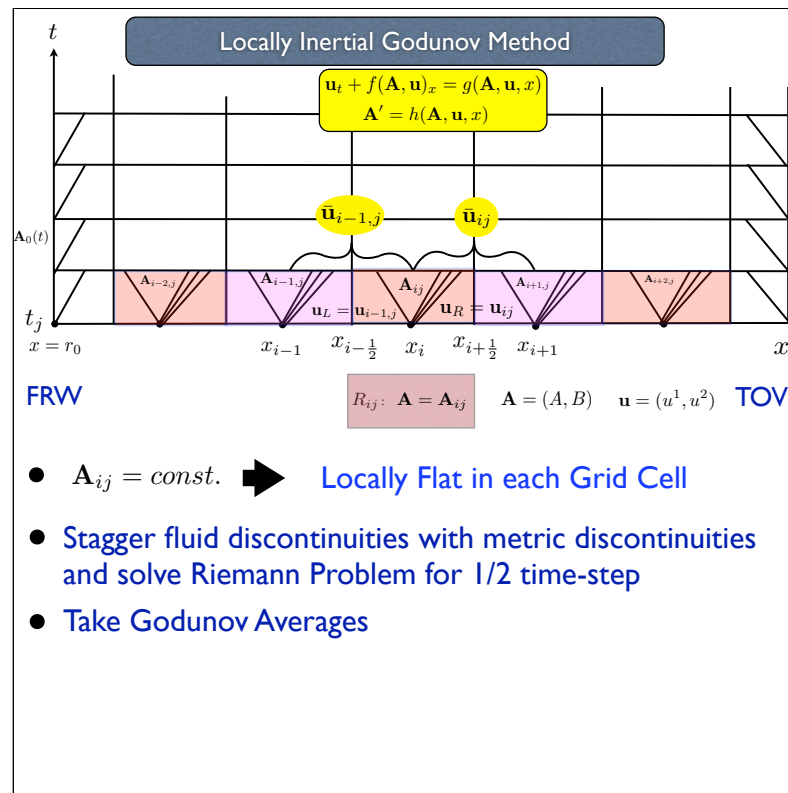 t
Locally Inertial Godunov Method
𝐮_t + f(𝐀, 𝐮)_x = g(𝐀, 𝐮, x)
𝐀′ = h(𝐀, 𝐮, x)
ū_{i−1,j}
ū_{ij}
𝐀_0(t)
𝐀_{i−2,j}
𝐀_{i−1,j}
𝐀_{ij}
𝐀_{i+1,j}
𝐀_{i+2,j}
𝐮_L = 𝐮_{i−1,j}
𝐮_R = 𝐮_{ij}
t_j
x = r_0
x_{i−1}
x_{i−1/2}
x_i
x_{i+1/2}
x_{i+1}
x
FRW
R_{ij}: 𝐀 = 𝐀_{ij}
𝐀 = (A, B)
𝐮 = (u^1, u^2)
TOV
• 𝐀_{ij} = const. ➡ Locally Flat in each Grid Cell
• Stagger fluid discontinuities with metric discontinuities
and solve Riemann Problem for 1/2 time-step
• Take Godunov Averages